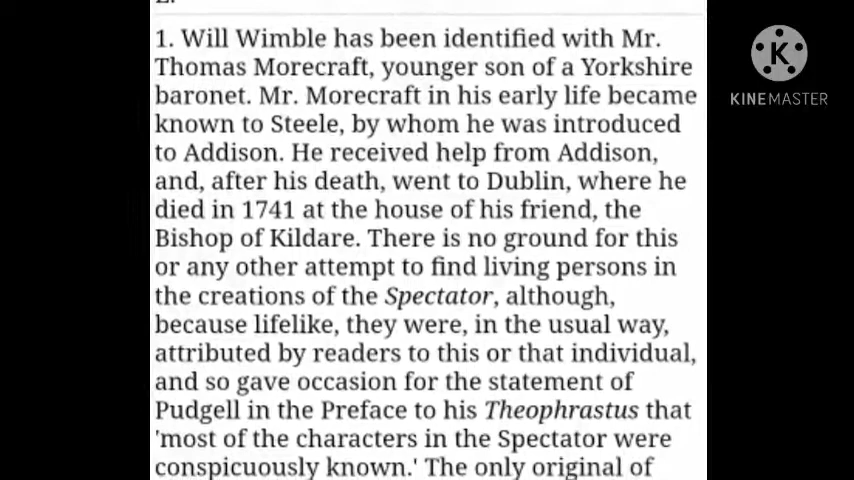 1. Will Wimble has been identified with Mr.
Thomas Morecraft, younger son of a Yorkshire
baronet. Mr. Morecraft in his early life became
known to Steele, by whom he was introduced
to Addison. He received help from Addison,
and, after his death, went to Dublin, where he
died in 1741 at the house of his friend, the
Bishop of Kildare. There is no ground for this
or any other attempt to find living persons in
the creations of the Spectator, although,
because lifelike, they were, in the usual way,
attributed by readers to this or that individual,
and so gave occasion for the statement of
Pudgell in the Preface to his Theophrastus that
'most of the characters in the Spectator were
conspicuously known.' The only original of
K
KINEMASTER